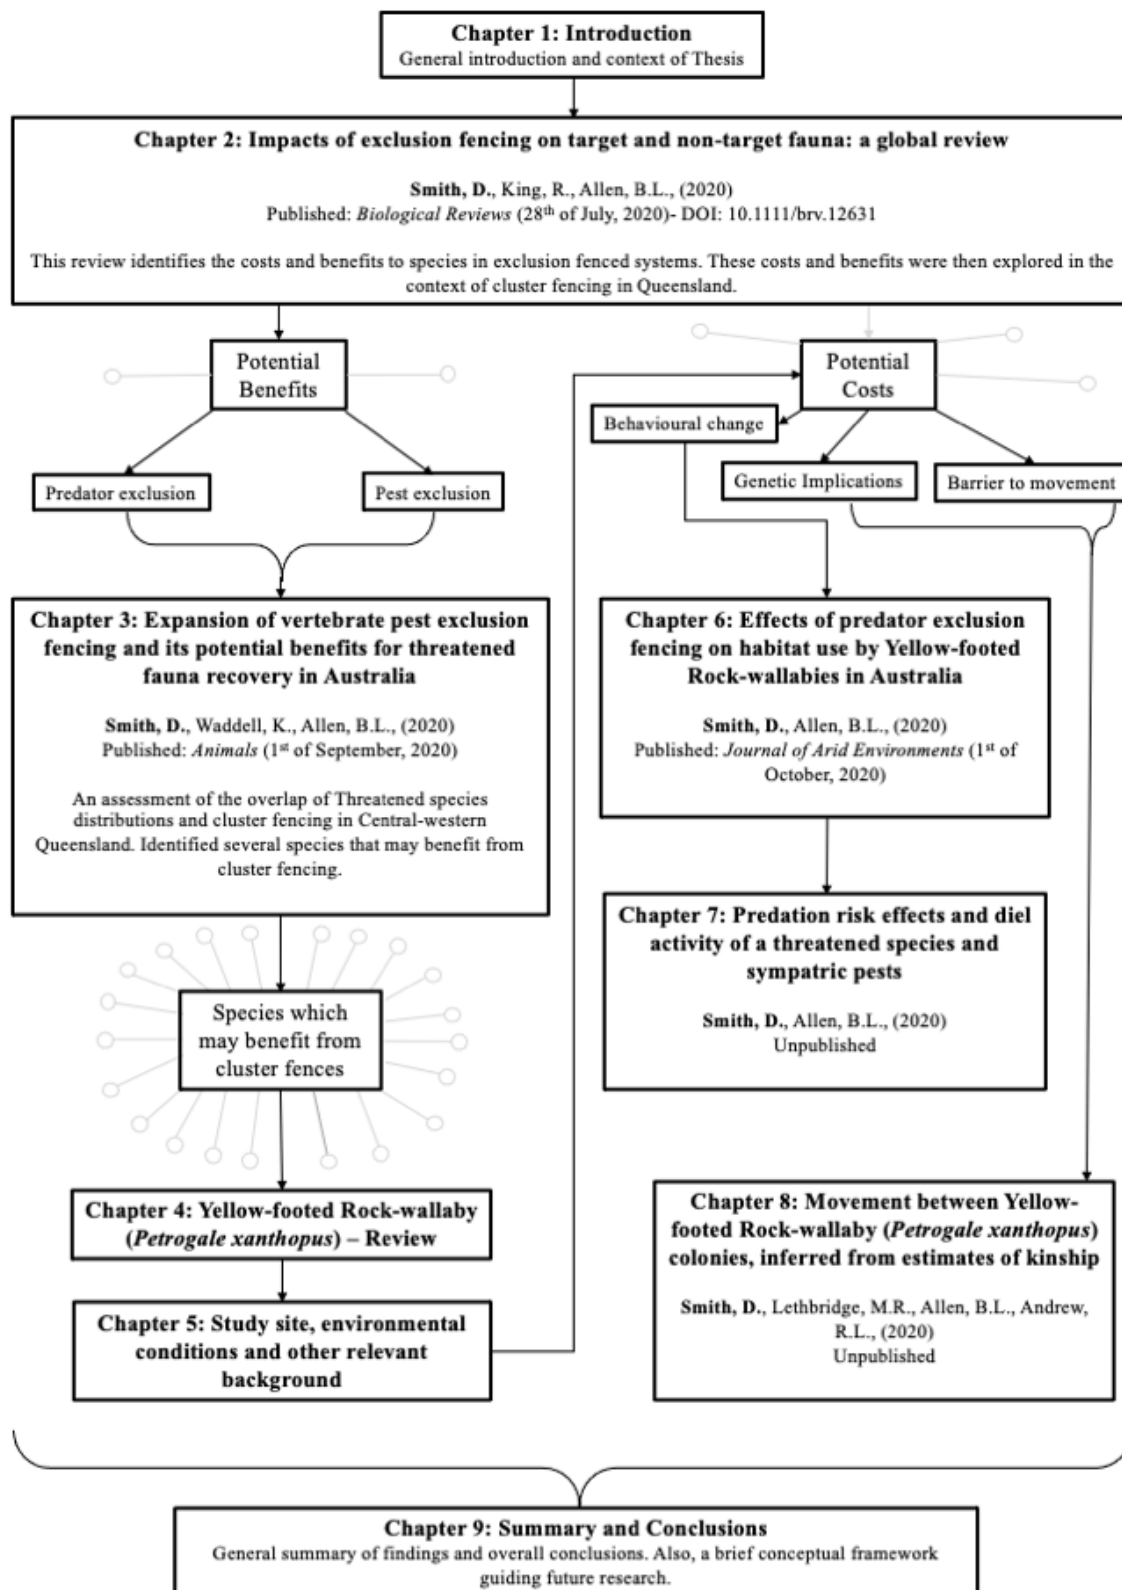 Chapter 1: Introduction
General introduction and context of Thesis
Chapter 2: Impacts of exclusion fencing on target and non-target fauna: a global review
Smith, D., King, R., Allen, B.L., (2020)
Published: Biological Reviews (28th of July, 2020)- DOI: 10.1111/brv.12631
This review identifies the costs and benefits to species in exclusion fenced systems. These costs and benefits were then explored in the
context of cluster fencing in Queensland.
Potential
Benefits
Predator exclusion
Pest exclusion
Chapter 3: Expansion of vertebrate pest exclusion
fencing and its potential benefits for threatened
fauna recovery in Australia
Smith, D., Waddell, K., Allen, B.L., (2020)
Published: Animals (1st of September, 2020)
An assessment of the overlap of Threatened species
distributions and cluster fencing in Central-western
Queensland. Identified several species that may benefit from
cluster fencing.
Species which
may benefit from
cluster fences
Chapter 4: Yellow-footed Rock-wallaby
(Petrogale xanthopus) – Review
Chapter 5: Study site, environmental
conditions and other relevant
background
Potential
Costs
Behavioural change
Genetic Implications
Barrier to movement
Chapter 6: Effects of predator exclusion
fencing on habitat use by Yellow-footed
Rock-wallabies in Australia
Smith, D., Allen, B.L., (2020)
Published: Journal of Arid Environments (1st of
October, 2020)
Chapter 7: Predation risk effects and diel
activity of a threatened species and
sympatric pests
Smith, D., Allen, B.L., (2020)
Unpublished
Chapter 8: Movement between Yellow-
footed Rock-wallaby (Petrogale xanthopus)
colonies, inferred from estimates of kinship
Smith, D., Lethbridge, M.R., Allen, B.L., Andrew,
R.L., (2020)
Unpublished
Chapter 9: Summary and Conclusions
General summary of findings and overall conclusions. Also, a brief conceptual framework
guiding future research.